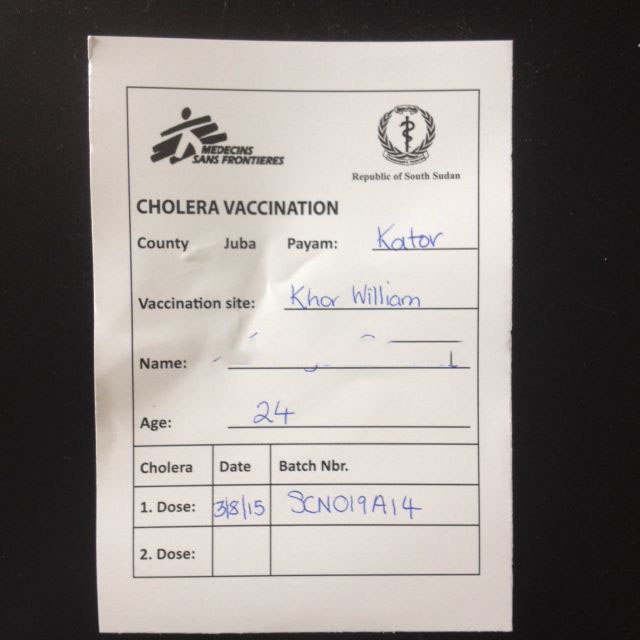 MEDECINS
SANS FRONTIERES
Republic of South Sudan
CHOLERA VACCINATION
County Juba Payam: Kator
Vaccination site: Khor William
Name:
Age: 24
Cholera Date Batch Nbr.
1. Dose: 3/8/15 SCN019A14
2. Dose: